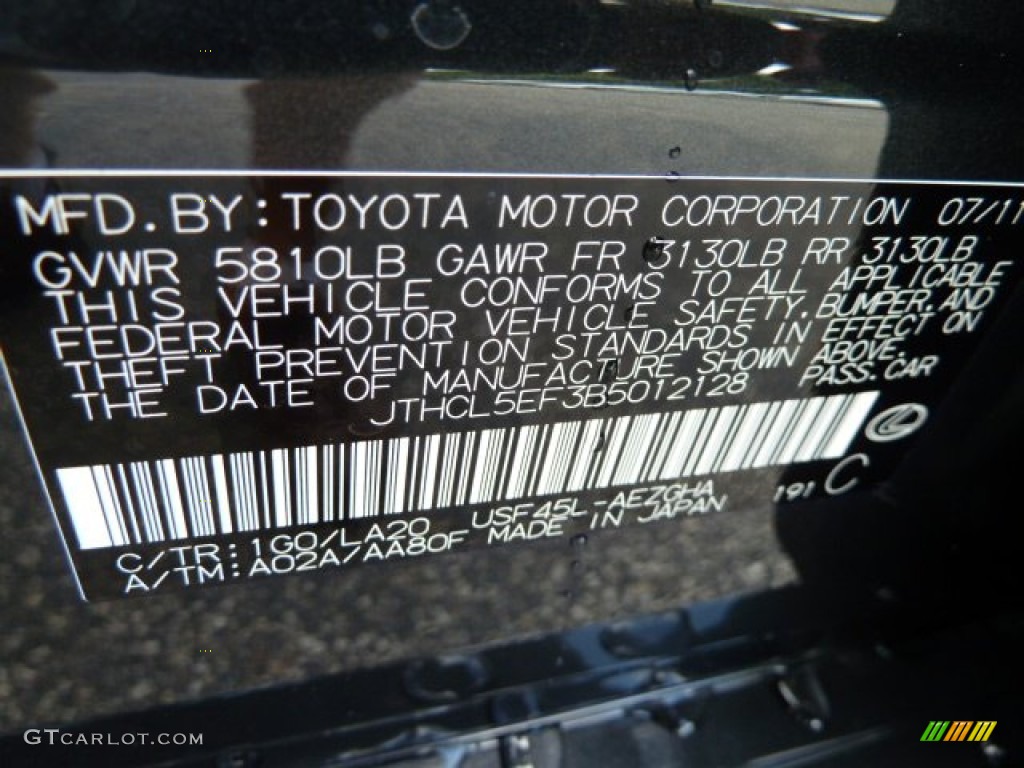 MFD. BY: TOYOTA MOTOR CORPORATION 07/11
GVWR 5810LB GAWR FR 3130LB RR 3130LB
THIS VEHICLE CONFORMS TO ALL APPLICABLE
FEDERAL MOTOR VEHICLE SAFETY, BUMPER, AND
THEFT PREVENTION STANDARDS IN EFFECT ON
THE DATE OF MANUFACTURE SHOWN ABOVE.
JTHCL5EF3B5012128 PASS. CAR
C/TR: 1G0/LA20 USF45L-AEZGHA 191 C
A/TM: A02A/AA80F MADE IN JAPAN
GTCARLOT.COM